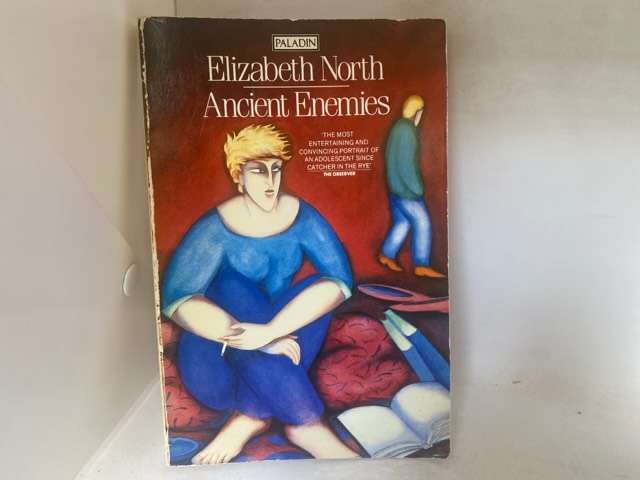 PALADIN
Elizabeth North
Ancient Enemies
'THE MOST
ENTERTAINING AND
CONVINCING PORTRAIT OF
AN ADOLESCENT SINCE
CATCHER IN THE RYE'
THE OBSERVER